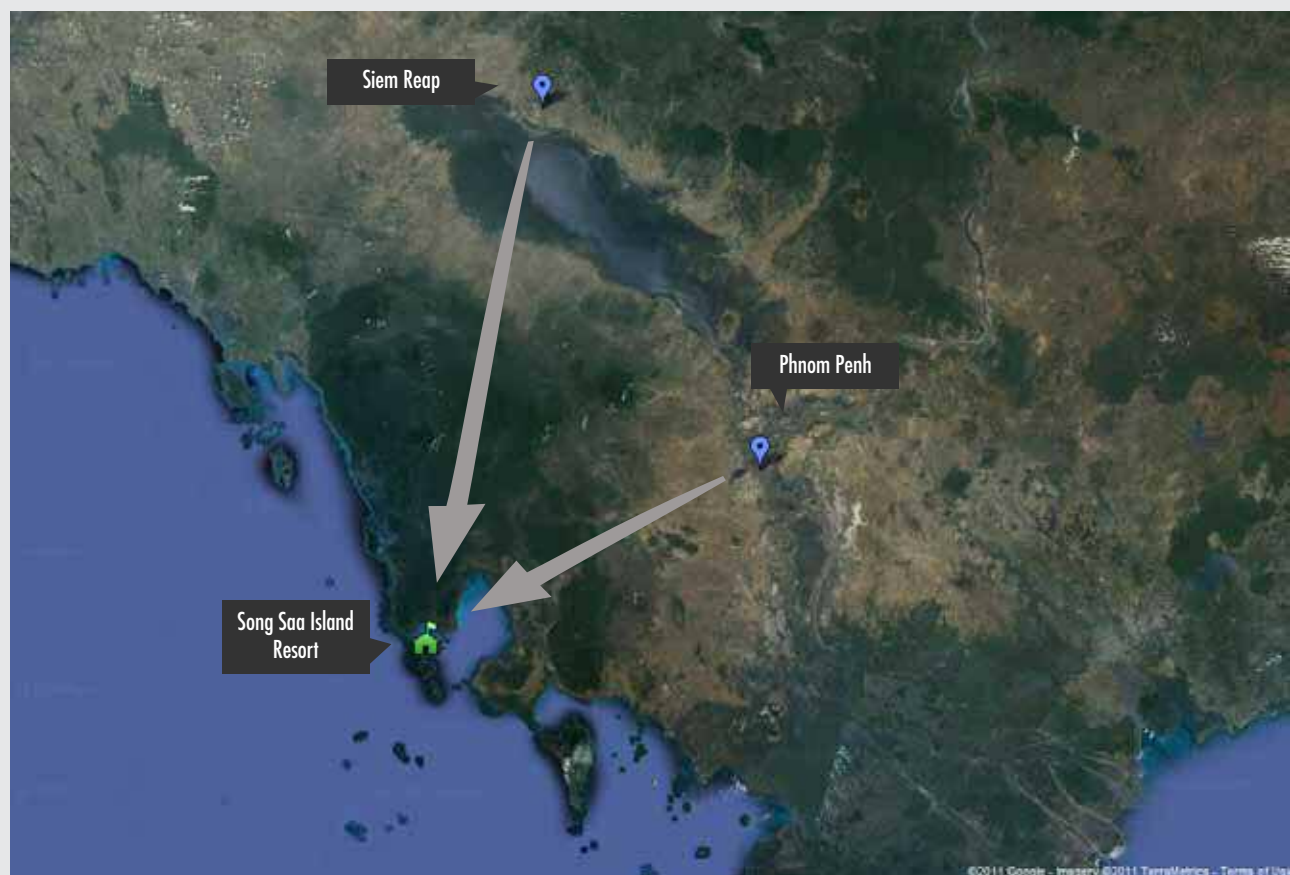 Siem Reap
Phnom Penh
Song Saa Island
Resort
©2011 Google - Imagery ©2011 TerraMetrics - Terms of Use